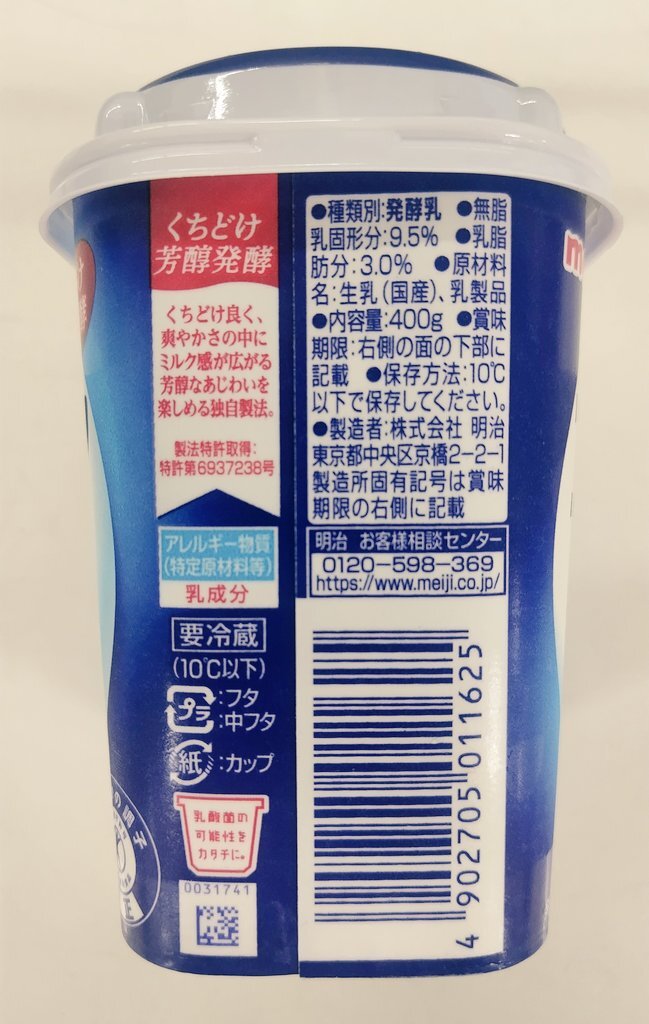 くちどけ
芳醇発酵
くちどけ良く、
爽やかさの中に
ミルク感が広がる
芳醇なあじわいを
楽しめる独自製法。
製法特許取得:
特許第6937238号
アレルギー物質
(特定原材料等)
乳成分
要冷蔵
(10℃以下)
プラ:フタ
:中フタ
紙:カップ
乳酸菌の
可能性を
カタチに。
0031741
●種類別:発酵乳 ●無脂
乳固形分:9.5% ●乳脂
肪分:3.0% ●原材料
名:生乳(国産)、乳製品
●内容量:400g ●賞味
期限:右側の面の下部に
記載 ●保存方法:10℃
以下で保存してください。
●製造者:株式会社 明治
東京都中央区京橋2-2-1
製造所固有記号は賞味
期限の右側に記載
明治 お客様相談センター
0120-598-369
https://www.meiji.co.jp/
4 902705 011625
の調子
正
m